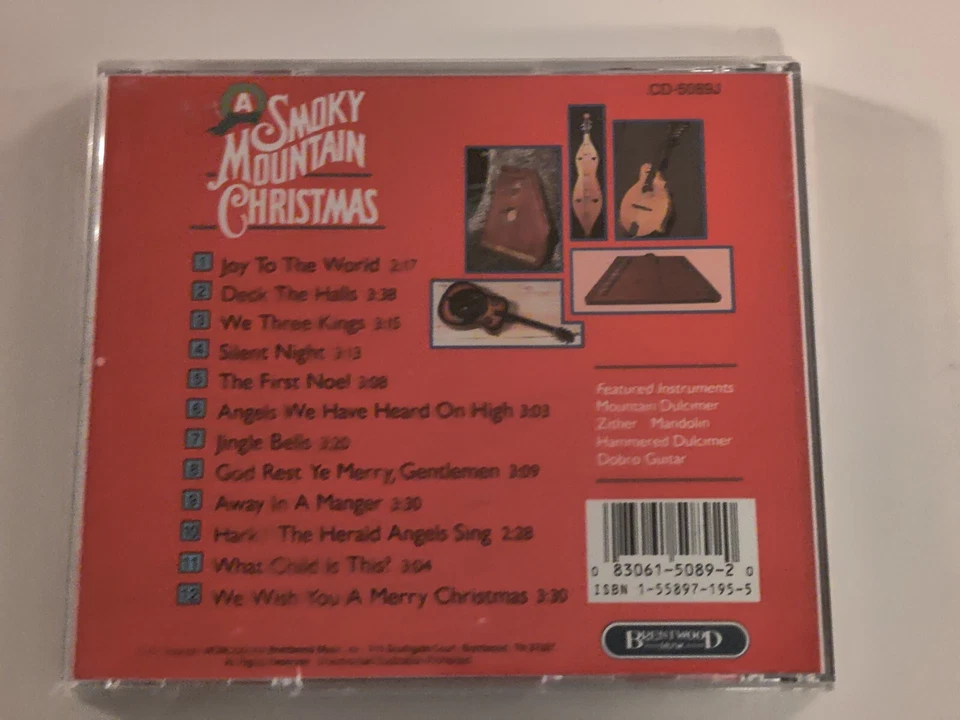 A SMOKY
MOUNTAIN
CHRISTMAS
CD-5089J
1 Joy To The World 2:17
2 Deck The Halls 3:38
3 We Three Kings 3:15
4 Silent Night 3:13
5 The First Noel 3:08
6 Angels We Have Heard On High 3:03
7 Jingle Bells 3:20
8 God Rest Ye Merry, Gentlemen 3:09
9 Away In A Manger 3:30
10 Hark! The Herald Angels Sing 2:28
11 What Child is This? 3:04
12 We Wish You A Merry Christmas 3:30
Featured Instruments
Mountain Dulcimer
Zither Mandolin
Hammered Dulcimer
Dobro Guitar
0 83061-5089-2 0
ISBN 1-55897-195-5
BRENTWOOD
MUSIC